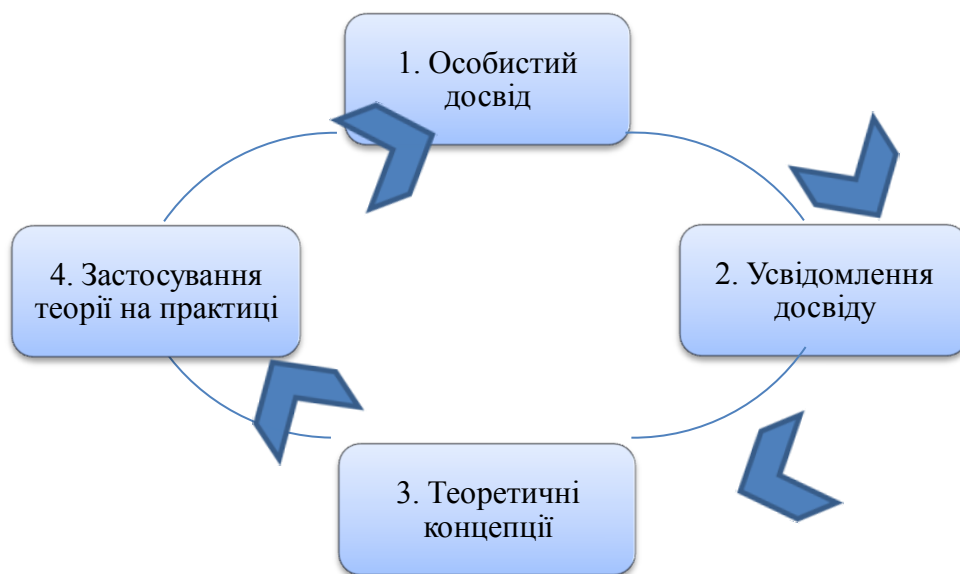 1. Особистий
досвід
2. Усвідомлення
досвіду
3. Теоретичні
концепції
4. Застосування
теорії на практиці